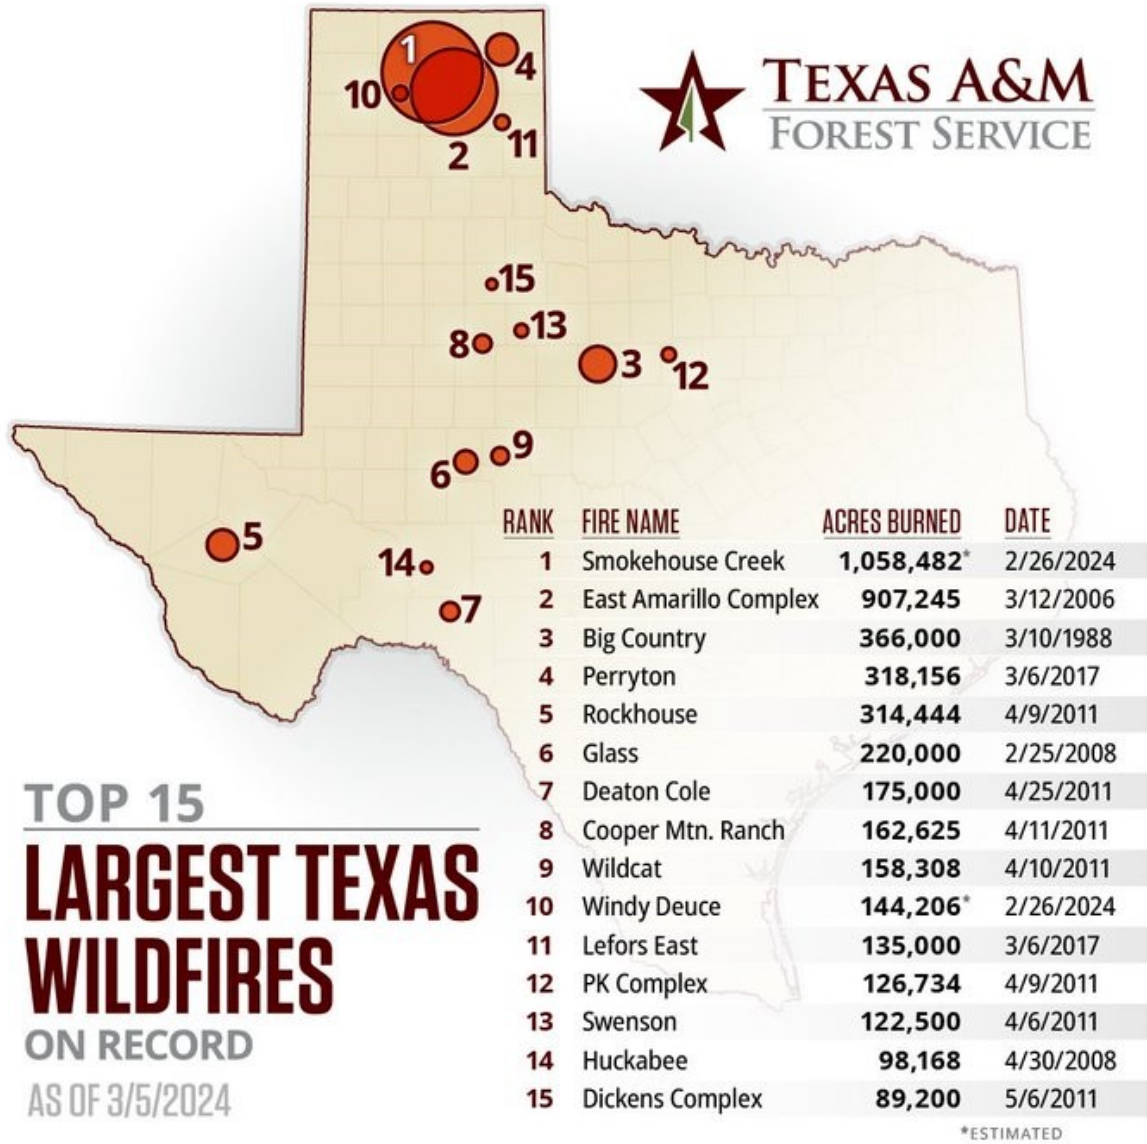 TEXAS A&M
FOREST SERVICE
1
4
10
11
2
15
13
8
3
12
9
6
5
14
7
RANK FIRE NAME ACRES BURNED DATE
1 Smokehouse Creek 1,058,482* 2/26/2024
2 East Amarillo Complex 907,245 3/12/2006
3 Big Country 366,000 3/10/1988
4 Perryton 318,156 3/6/2017
5 Rockhouse 314,444 4/9/2011
6 Glass 220,000 2/25/2008
7 Deaton Cole 175,000 4/25/2011
8 Cooper Mtn. Ranch 162,625 4/11/2011
9 Wildcat 158,308 4/10/2011
10 Windy Deuce 144,206* 2/26/2024
11 Lefors East 135,000 3/6/2017
12 PK Complex 126,734 4/9/2011
13 Swenson 122,500 4/6/2011
14 Huckabee 98,168 4/30/2008
15 Dickens Complex 89,200 5/6/2011
*ESTIMATED
TOP 15
LARGEST TEXAS
WILDFIRES
ON RECORD
AS OF 3/5/2024